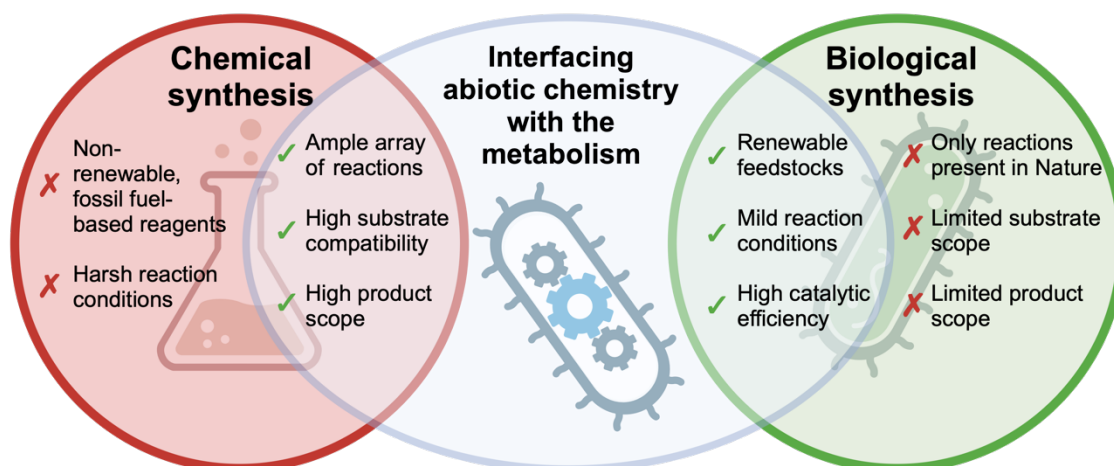 Chemical
synthesis
✗ Non-
renewable,
fossil fuel-
based reagents
✗ Harsh reaction
conditions
✓ Ample array
of reactions
✓ High substrate
compatibility
✓ High product
scope
Interfacing
abiotic chemistry
with the
metabolism
Biological
synthesis
✓ Renewable
feedstocks
✓ Mild reaction
conditions
✓ High catalytic
efficiency
✗ Only reactions
present in Nature
✗ Limited substrate
scope
✗ Limited product
scope